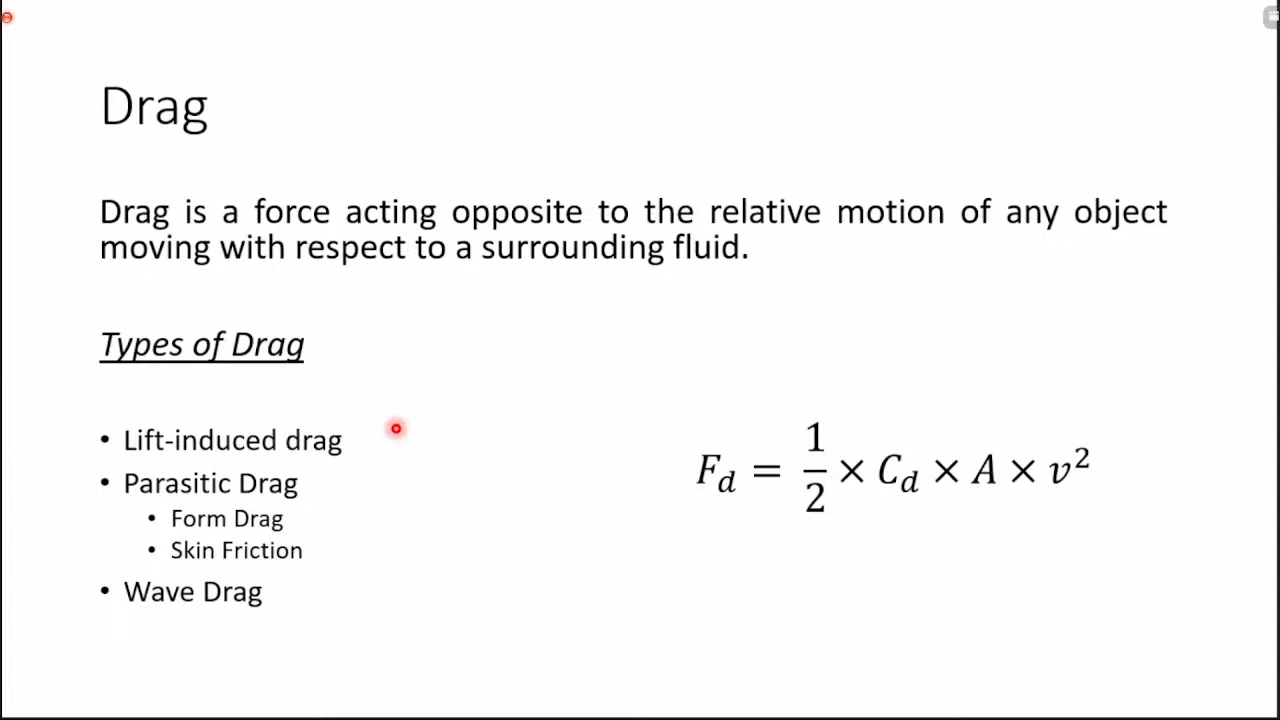 Drag
Drag is a force acting opposite to the relative motion of any object
moving with respect to a surrounding fluid.
Types of Drag
• Lift-induced drag
• Parasitic Drag
• Form Drag
• Skin Friction
• Wave Drag
F_d = 1/2 × C_d × A × v²